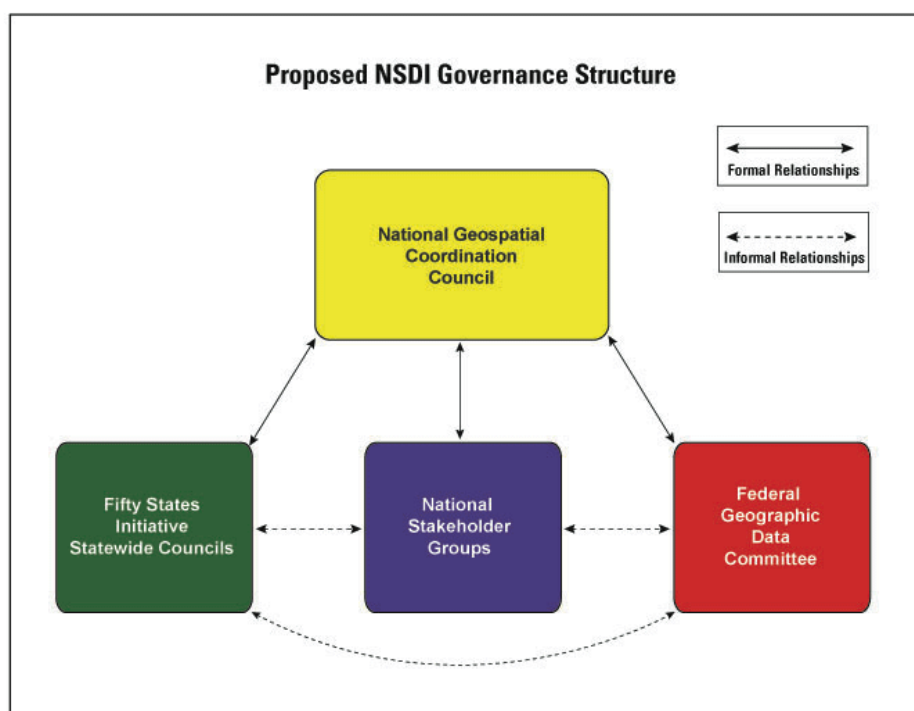 Proposed NSDI Governance Structure
Formal Relationships
National Geospatial
Coordination
Council
Informal Relationships
Fifty States
Initiative
Statewide Councils
National
Stakeholder
Groups
Federal
Geographic
Data
Committee